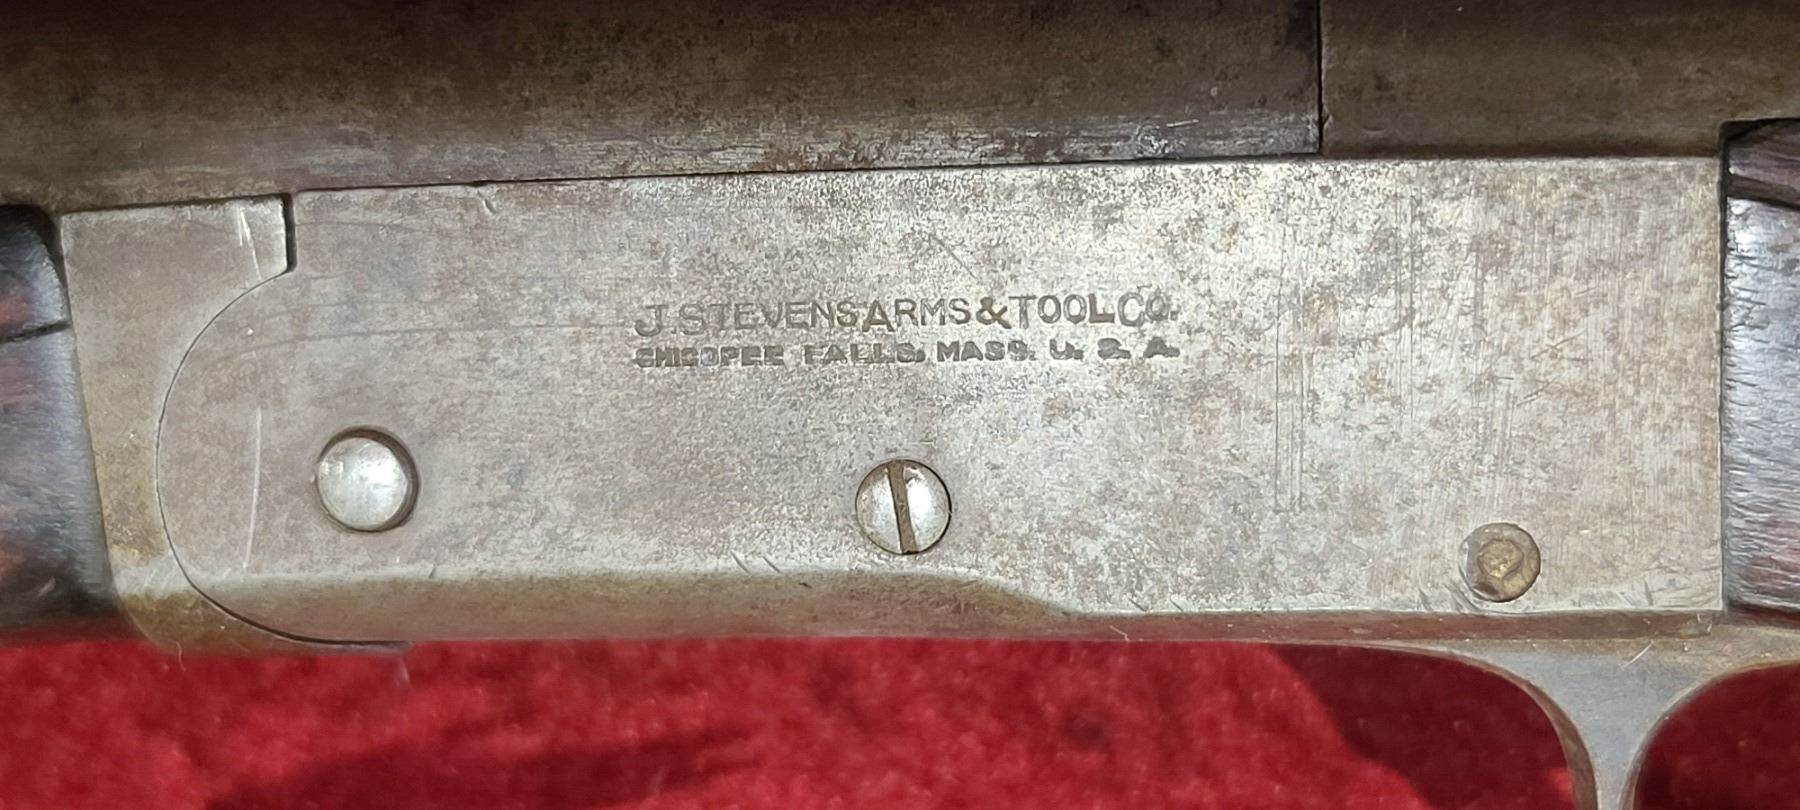 J. STEVENS ARMS & TOOL CO.
CHICOPEE FALLS, MASS. U. S. A.